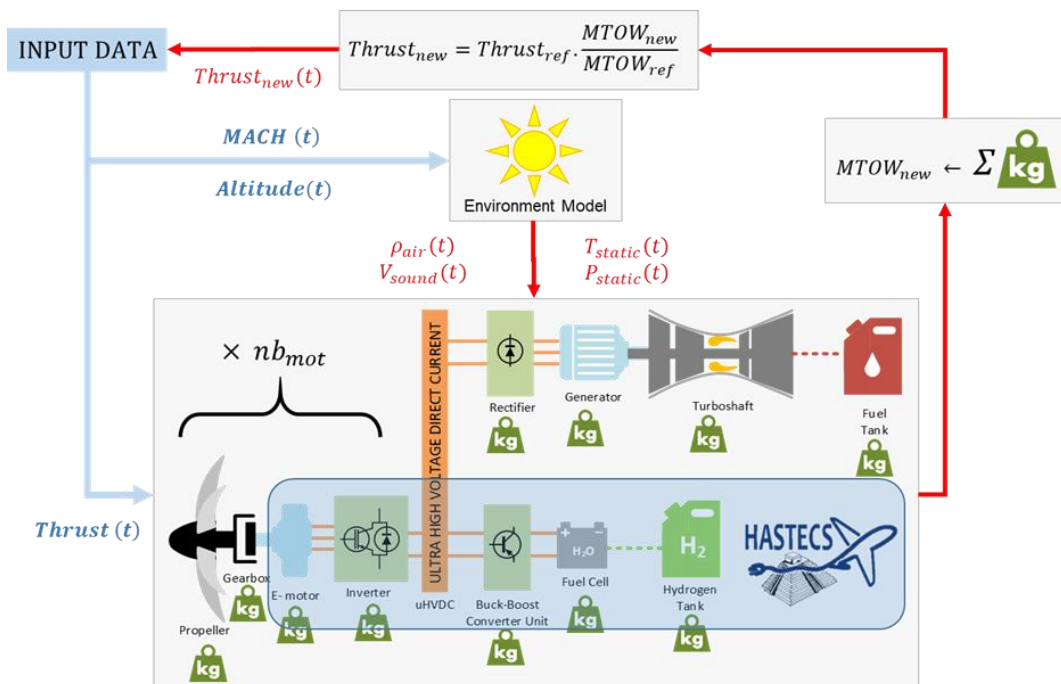 INPUT DATA
Thrust_new = Thrust_ref . MTOW_new / MTOW_ref
Thrust_new(t)
MACH (t)
Altitude(t)
Environment Model
MTOW_new ← Σ kg
ρ_air(t)
V_sound(t)
T_static(t)
P_static(t)
× nb_mot
ULTRA HIGH VOLTAGE DIRECT CURRENT
Rectifier
kg
Generator
kg
Turboshaft
kg
Fuel
Tank
kg
Thrust (t)
Propeller
kg
Gearbox
kg
E- motor
kg
Inverter
kg
uHVDC
Buck-Boost
Converter Unit
kg
+ −
H₂O
Fuel Cell
kg
H₂
Hydrogen
Tank
kg
HASTECS